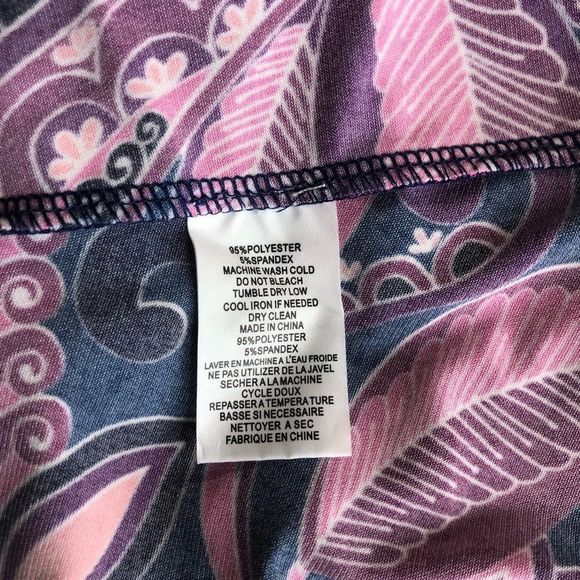 95%POLYESTER
5%SPANDEX
MACHINE WASH COLD
DO NOT BLEACH
TUMBLE DRY LOW
COOL IRON IF NEEDED
DRY CLEAN
MADE IN CHINA
95%POLYESTER
5%SPANDEX
LAVER EN MACHINE A L'EAU FROIDE
NE PAS UTILIZER DE LA JAVEL
SECHER A LA MACHINE
CYCLE DOUX
REPASSER A TEMPERATURE
BASSE SI NECESSAIRE
NETTOYER A SEC
FABRIQUE EN CHINE